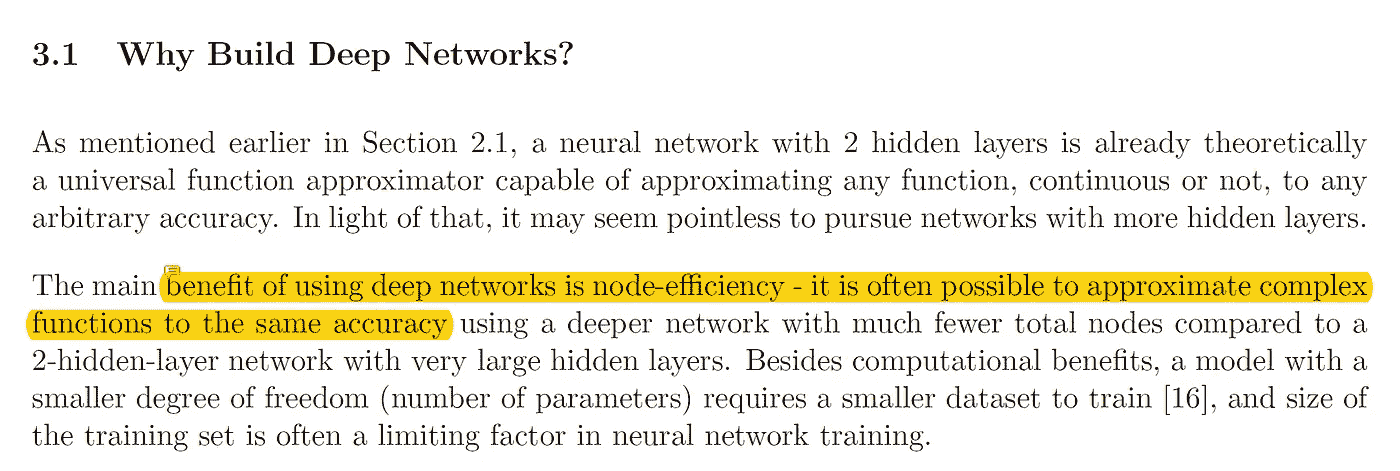 3.1 Why Build Deep Networks?
As mentioned earlier in Section 2.1, a neural network with 2 hidden layers is already theoretically
a universal function approximator capable of approximating any function, continuous or not, to any
arbitrary accuracy. In light of that, it may seem pointless to pursue networks with more hidden layers.
The main benefit of using deep networks is node-efficiency - it is often possible to approximate complex
functions to the same accuracy using a deeper network with much fewer total nodes compared to a
2-hidden-layer network with very large hidden layers. Besides computational benefits, a model with a
smaller degree of freedom (number of parameters) requires a smaller dataset to train [16], and size of
the training set is often a limiting factor in neural network training.